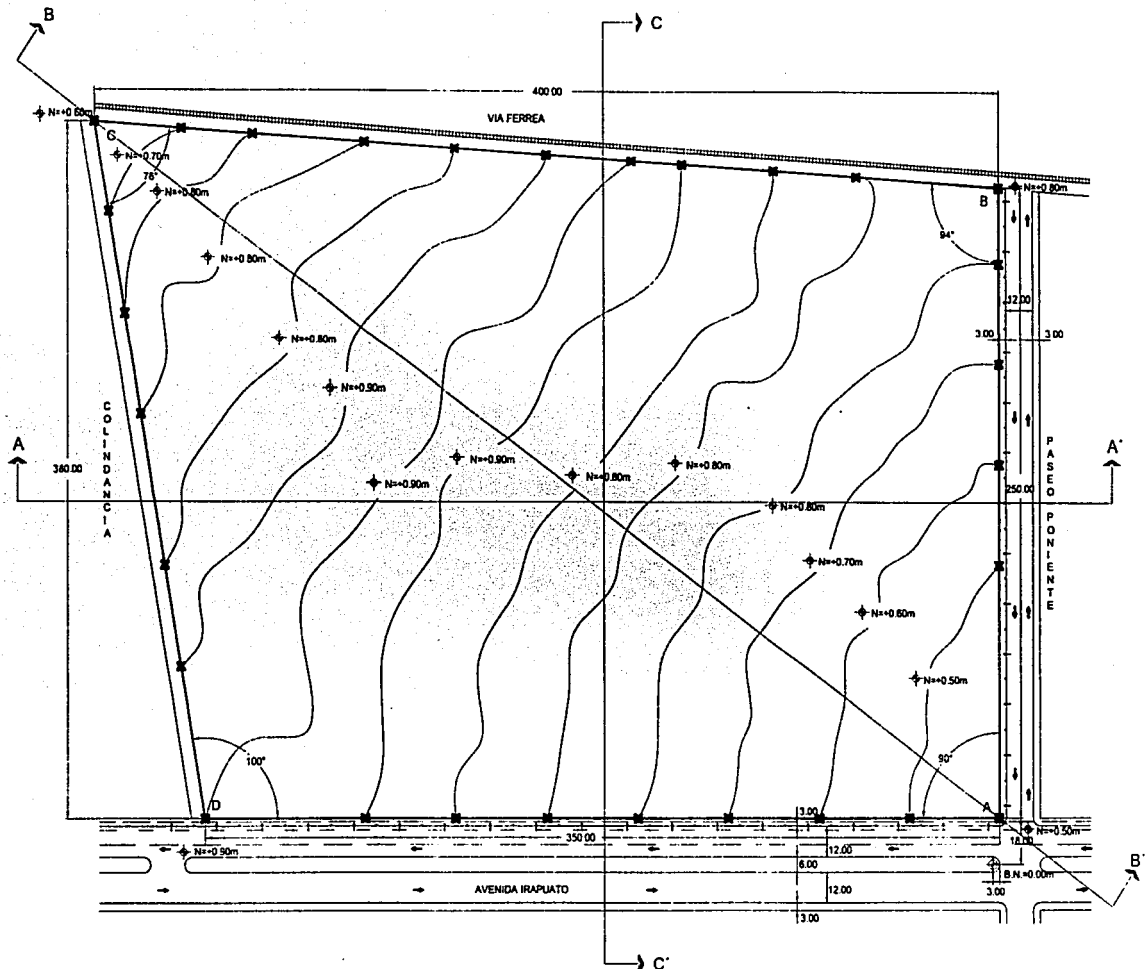 B
C
400.00
VIA FERREA
N=+0.60m
C
N=+0.70m
76°
N=+0.80m
B
N=+0.80m
94°
N=+0.80m
12.00
3.00
3.00
N=+0.80m
N=+0.90m
COLINDANCIA
A
A'
PASEO PONIENTE
N=+0.90m
N=+0.80m
380.00
N=+0.90m
N=+0.80m
250.00
N=+0.80m
N=+0.70m
N=+0.60m
N=+0.50m
100°
90°
D
A
3.00
350.00
N=+0.50m
18.00
N=+0.90m
12.00
6.00
B.N.=0.00m
B'
AVENIDA IRAPUATO
12.00
3.00
3.00
C'